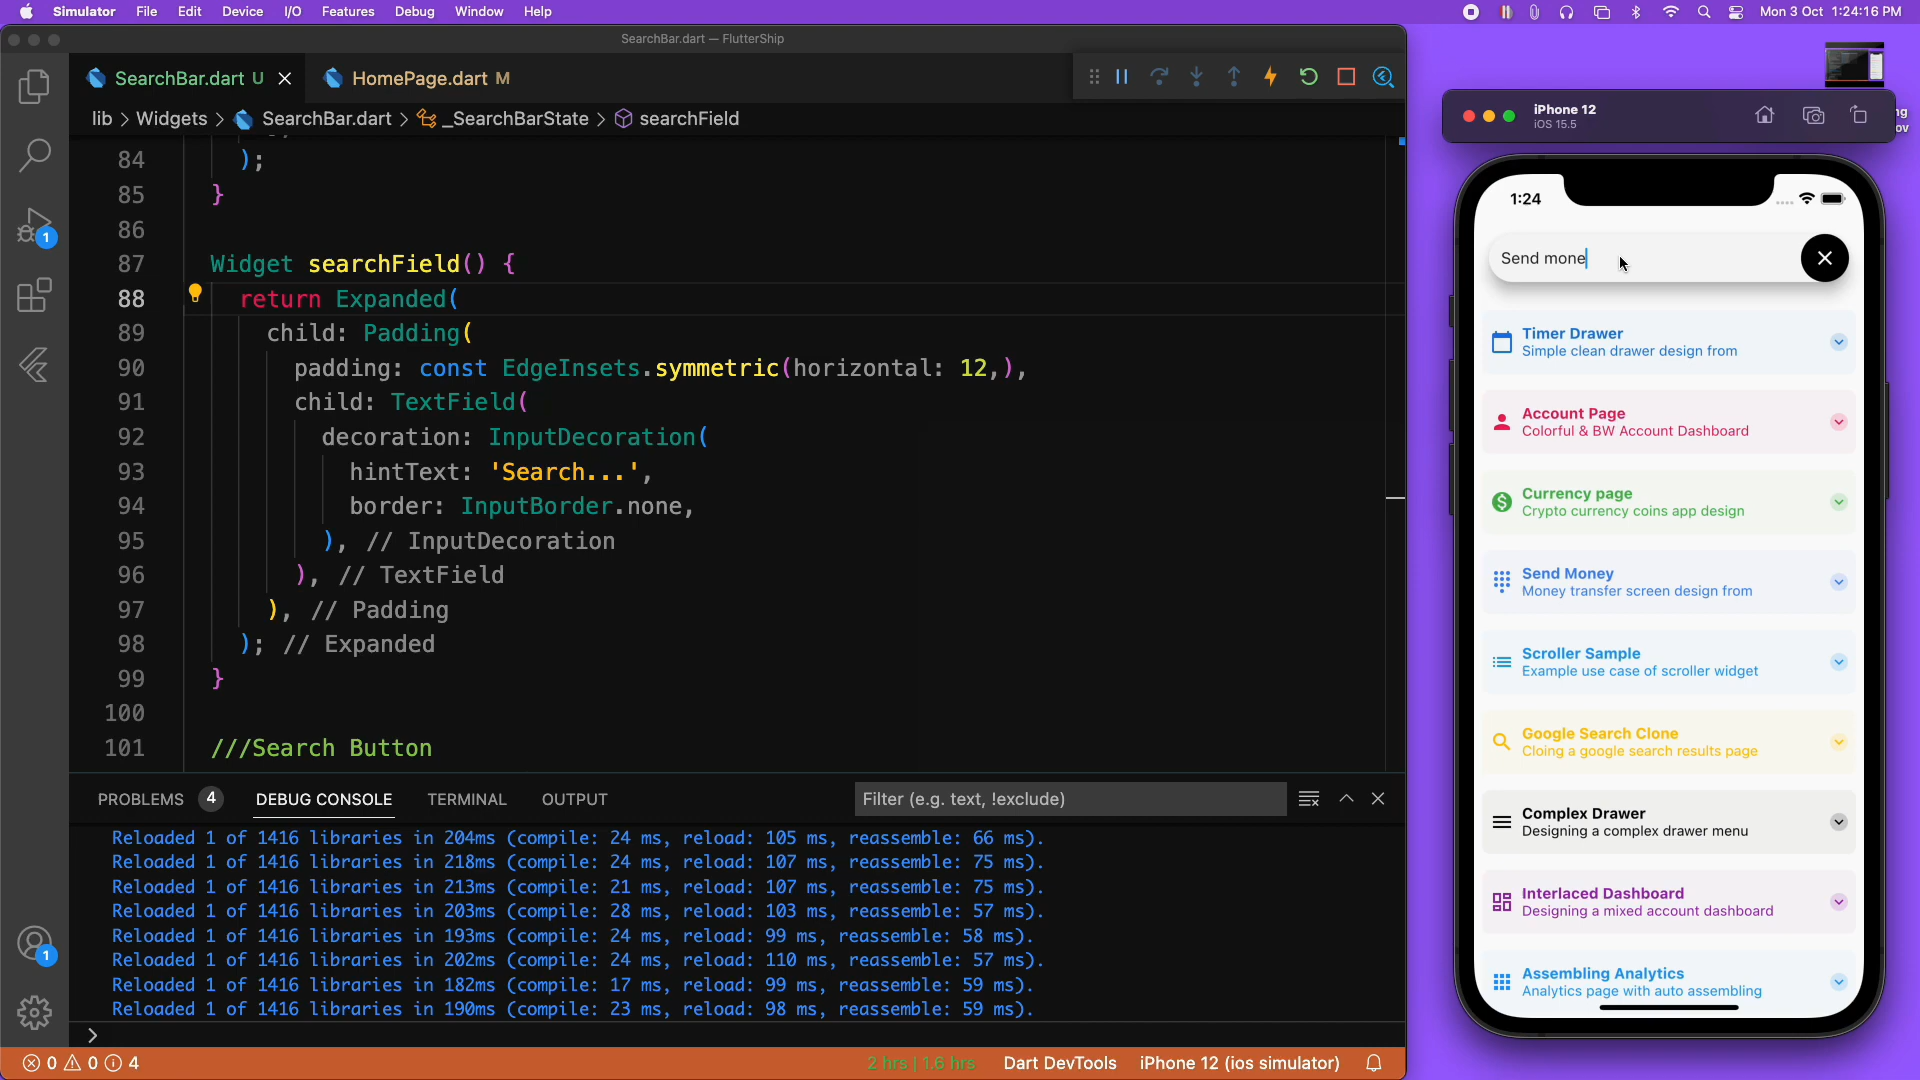 Simulator File Edit Device I/O Features Debug Window Help
Mon 3 Oct 1:24:16 PM
SearchBar.dart — FlutterShip
SearchBar.dart U
HomePage.dart M
lib > Widgets > SearchBar.dart > _SearchBarState > searchField
84 );
85 }
86
87 Widget searchField() {
88 return Expanded(
89 child: Padding(
90 padding: const EdgeInsets.symmetric(horizontal: 12,),
91 child: TextField(
92 decoration: InputDecoration(
93 hintText: 'Search...',
94 border: InputBorder.none,
95 ), // InputDecoration
96 ), // TextField
97 ), // Padding
98 ); // Expanded
99 }
100
101 ///Search Button
PROBLEMS 4 DEBUG CONSOLE TERMINAL OUTPUT
Filter (e.g. text, !exclude)
Reloaded 1 of 1416 libraries in 204ms (compile: 24 ms, reload: 105 ms, reassemble: 66 ms).
Reloaded 1 of 1416 libraries in 218ms (compile: 24 ms, reload: 107 ms, reassemble: 75 ms).
Reloaded 1 of 1416 libraries in 213ms (compile: 21 ms, reload: 107 ms, reassemble: 75 ms).
Reloaded 1 of 1416 libraries in 203ms (compile: 28 ms, reload: 103 ms, reassemble: 57 ms).
Reloaded 1 of 1416 libraries in 193ms (compile: 24 ms, reload: 99 ms, reassemble: 58 ms).
Reloaded 1 of 1416 libraries in 202ms (compile: 24 ms, reload: 110 ms, reassemble: 57 ms).
Reloaded 1 of 1416 libraries in 182ms (compile: 17 ms, reload: 99 ms, reassemble: 59 ms).
Reloaded 1 of 1416 libraries in 190ms (compile: 23 ms, reload: 98 ms, reassemble: 59 ms).
>
1
1
0 0 4
2 hrs | 1.6 hrs
Dart DevTools
iPhone 12 (ios simulator)
iPhone 12
iOS 15.5
ng
ov
1:24
Send mone
Timer Drawer
Simple clean drawer design from
Account Page
Colorful & BW Account Dashboard
Currency page
Crypto currency coins app design
Send Money
Money transfer screen design from
Scroller Sample
Example use case of scroller widget
Google Search Clone
Cloing a google search results page
Complex Drawer
Designing a complex drawer menu
Interlaced Dashboard
Designing a mixed account dashboard
Assembling Analytics
Analytics page with auto assembling